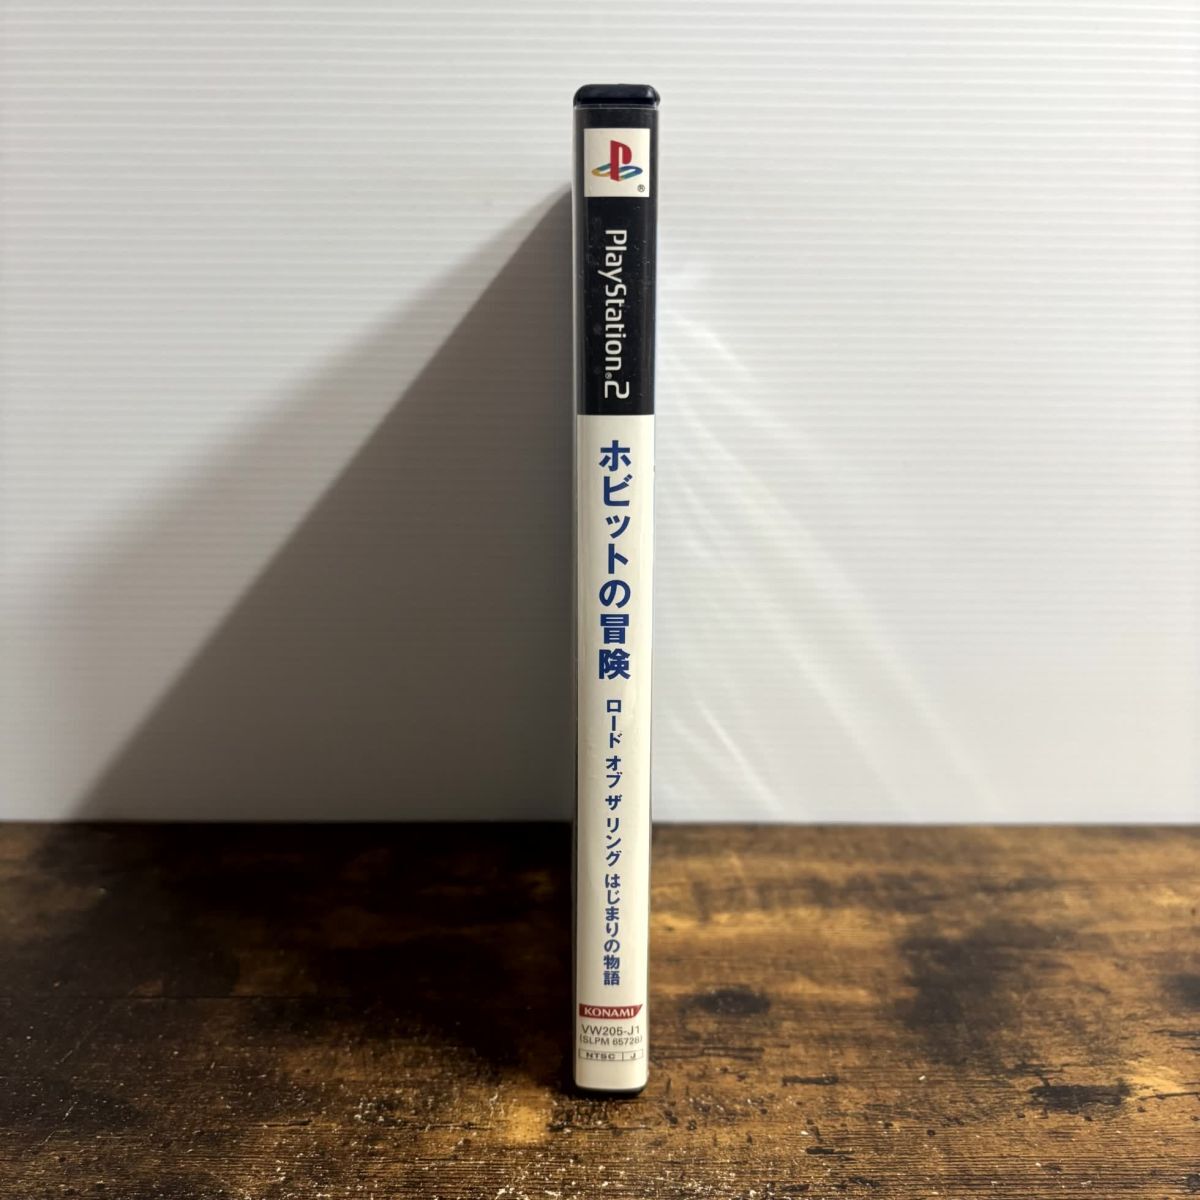 ®
PlayStation®2
ホビットの冒険
ロード オブ ザ リング はじまりの物語
KONAMI
VW205-J1
(SLPM 65728)
NTSC J